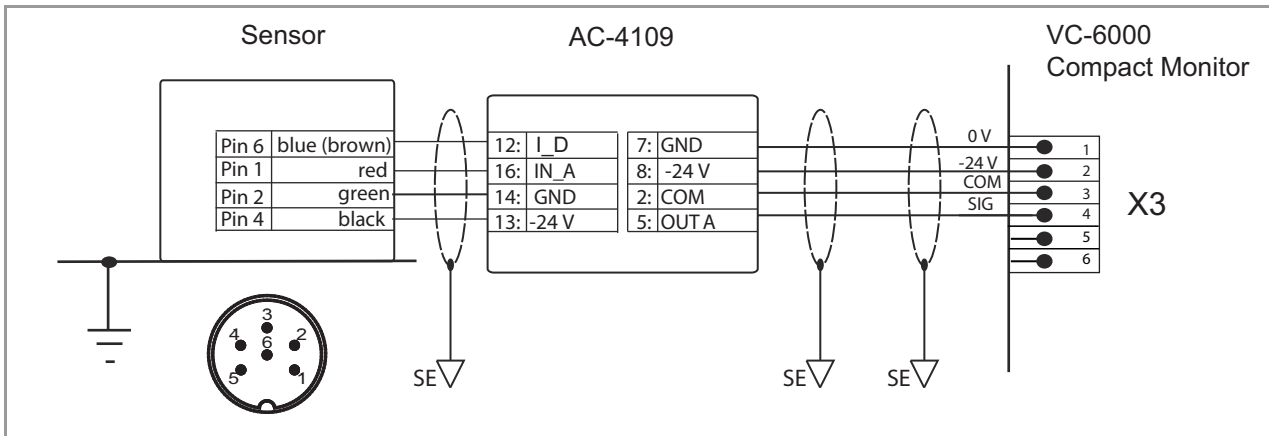 Sensor
AC-4109
VC-6000
Compact Monitor
Pin 6 blue (brown)
Pin 1 red
Pin 2 green
Pin 4 black
12: I_D
16: IN_A
14: GND
13: -24 V
7: GND
8: -24 V
2: COM
5: OUT A
0 V
-24 V
COM
SIG
1
2
3
4
5
6
X3
3
4
2
6
5
1
SE
SE
SE